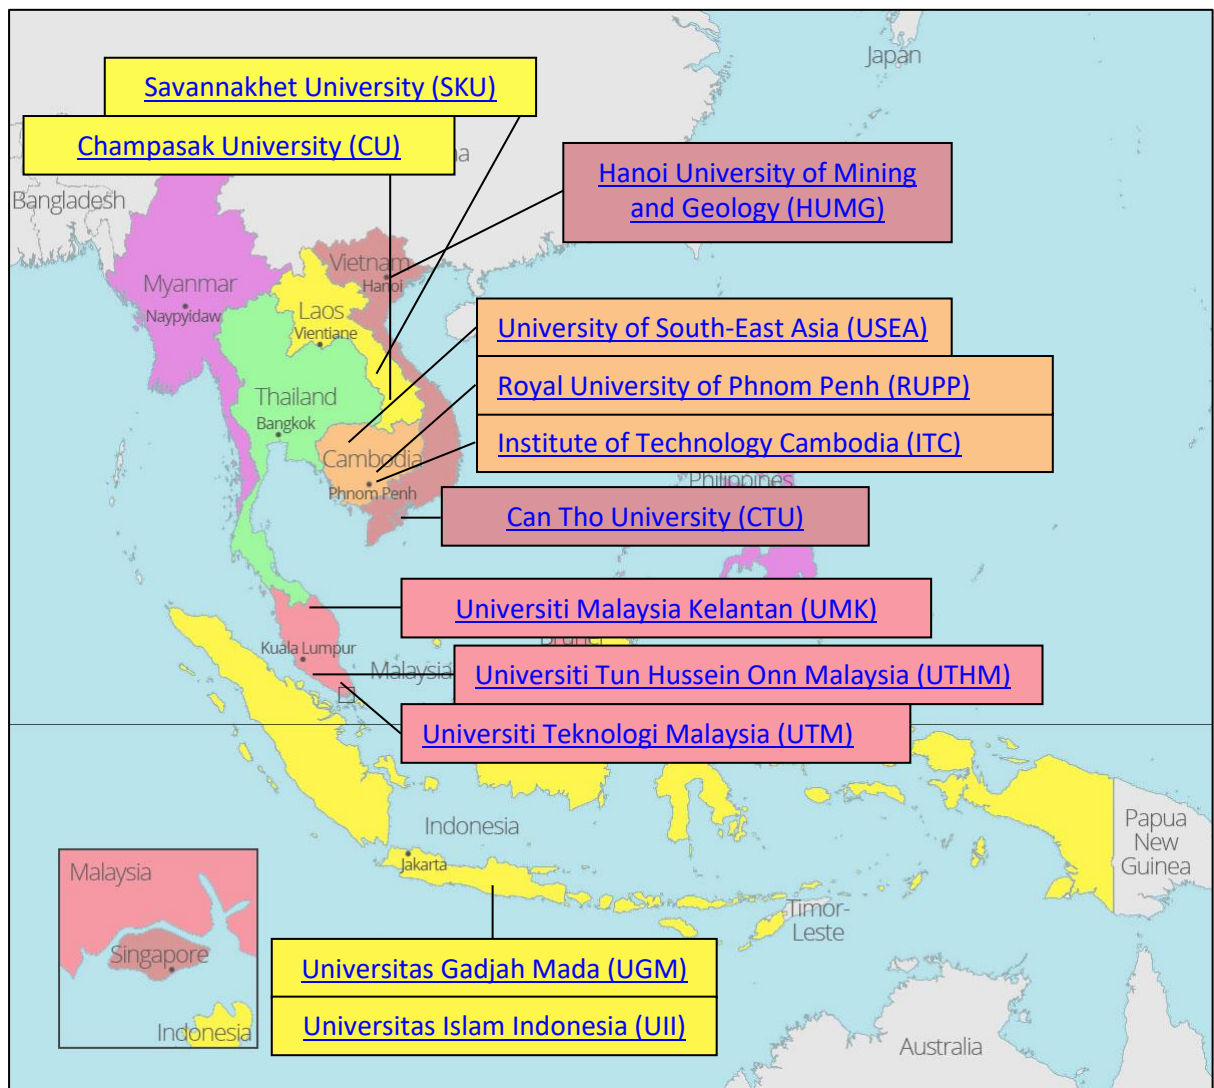 Japan
Savannakhet University (SKU)
Champasak University (CU)
na
Bangladesh
Hanoi University of Mining
and Geology (HUMG)
Vietnam
Hanoi
Myanmar
Naypyidaw
Laos
Vientiane
University of South-East Asia (USEA)
Royal University of Phnom Penh (RUPP)
Thailand
Bangkok
Institute of Technology Cambodia (ITC)
Cambodia
Philippines
Phnom Penh
Can Tho University (CTU)
Universiti Malaysia Kelantan (UMK)
Brunei
Kuala Lumpur
Malaysia
Universiti Tun Hussein Onn Malaysia (UTHM)
Universiti Teknologi Malaysia (UTM)
Indonesia
Jakarta
Papua
New
Guinea
Malaysia
Timor-
Leste
Singapore
Universitas Gadjah Mada (UGM)
Universitas Islam Indonesia (UII)
Indonesia
Australia